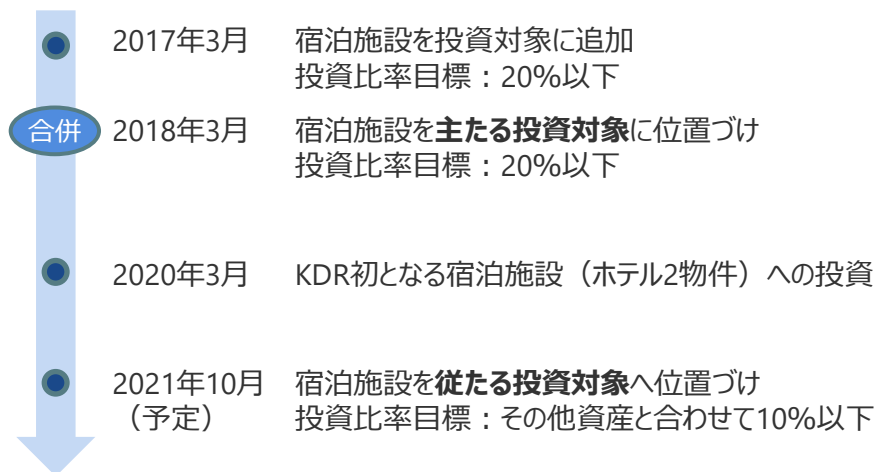 2017年3月 宿泊施設を投資対象に追加
投資比率目標：20%以下
合併 2018年3月 宿泊施設を主たる投資対象に位置づけ
投資比率目標：20%以下
2020年3月 KDR初となる宿泊施設（ホテル2物件）への投資
2021年10月 宿泊施設を従たる投資対象へ位置づけ
（予定） 投資比率目標：その他資産と合わせて10%以下